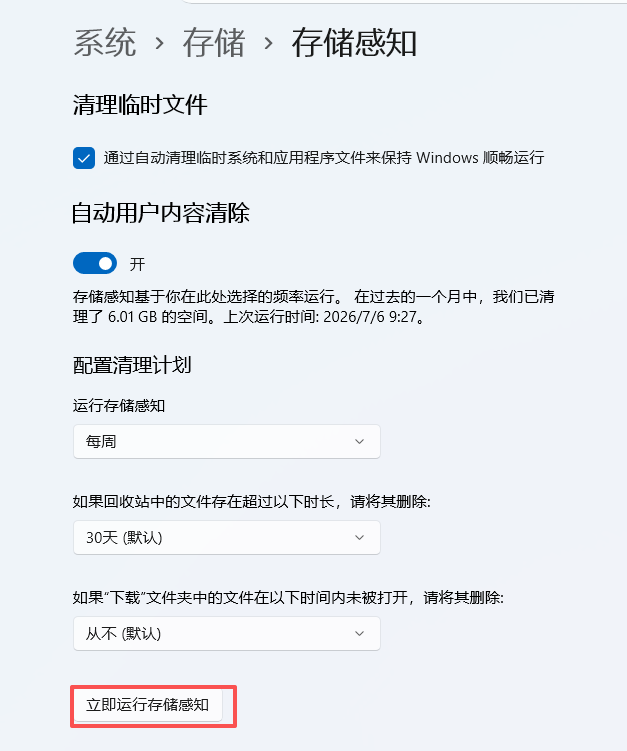 系统 › 存储 › 存储感知
清理临时文件
通过自动清理临时系统和应用程序文件来保持 Windows 顺畅运行
自动用户内容清除
开
存储感知基于你在此处选择的频率运行。 在过去的一个月中，我们已清
理了 6.01 GB 的空间。上次运行时间: 2026/7/6 9:27。
配置清理计划
运行存储感知
每周
如果回收站中的文件存在超过以下时长，请将其删除:
30天 (默认)
如果“下载”文件夹中的文件在以下时间内未被打开，请将其删除:
从不 (默认)
立即运行存储感知